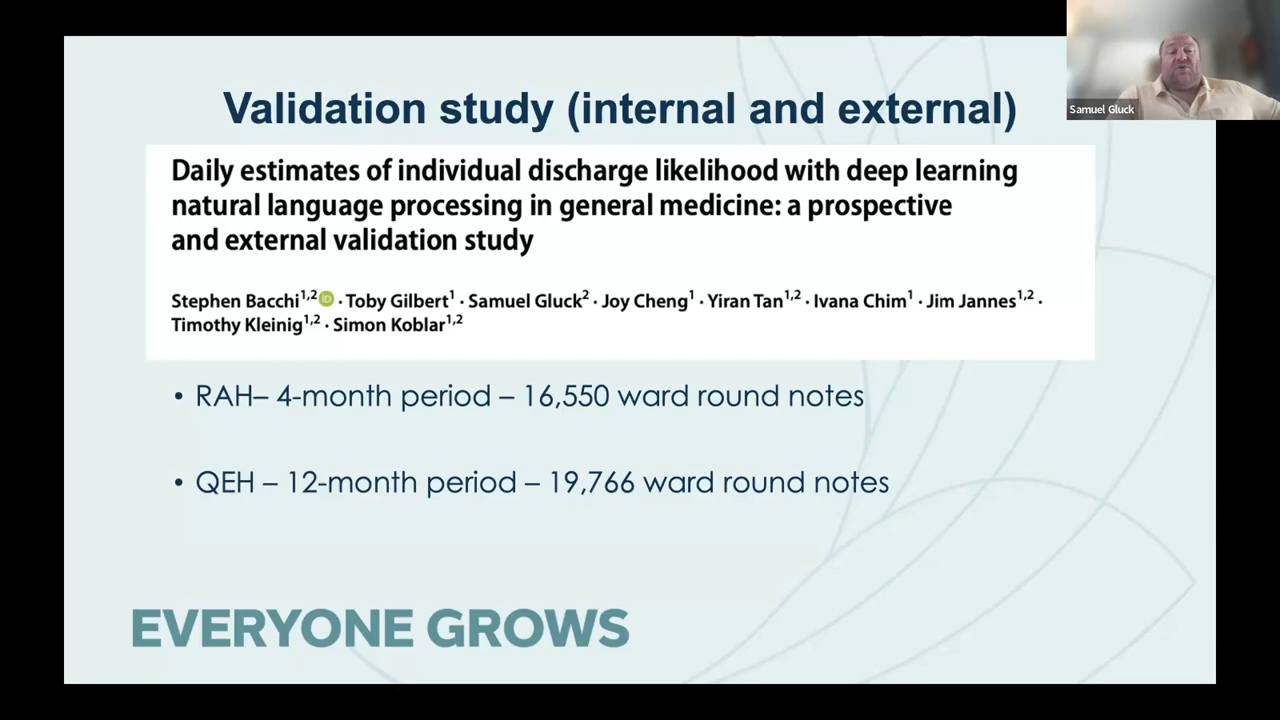 Samuel Gluck
Validation study (internal and external)
Daily estimates of individual discharge likelihood with deep learning
natural language processing in general medicine: a prospective
and external validation study
Stephen Bacchi1,2 iD · Toby Gilbert1 · Samuel Gluck2 · Joy Cheng1 · Yiran Tan1,2 · Ivana Chim1 · Jim Jannes1,2 ·
Timothy Kleinig1,2 · Simon Koblar1,2
• RAH– 4-month period – 16,550 ward round notes
• QEH – 12-month period – 19,766 ward round notes
EVERYONE GROWS